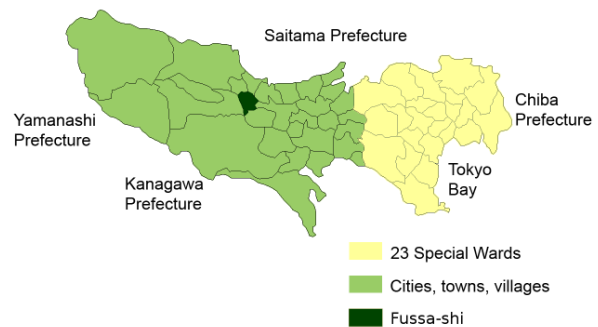 Saitama Prefecture
Chiba
Prefecture
Yamanashi
Prefecture
Tokyo
Bay
Kanagawa
Prefecture
23 Special Wards
Cities, towns, villages
Fussa-shi